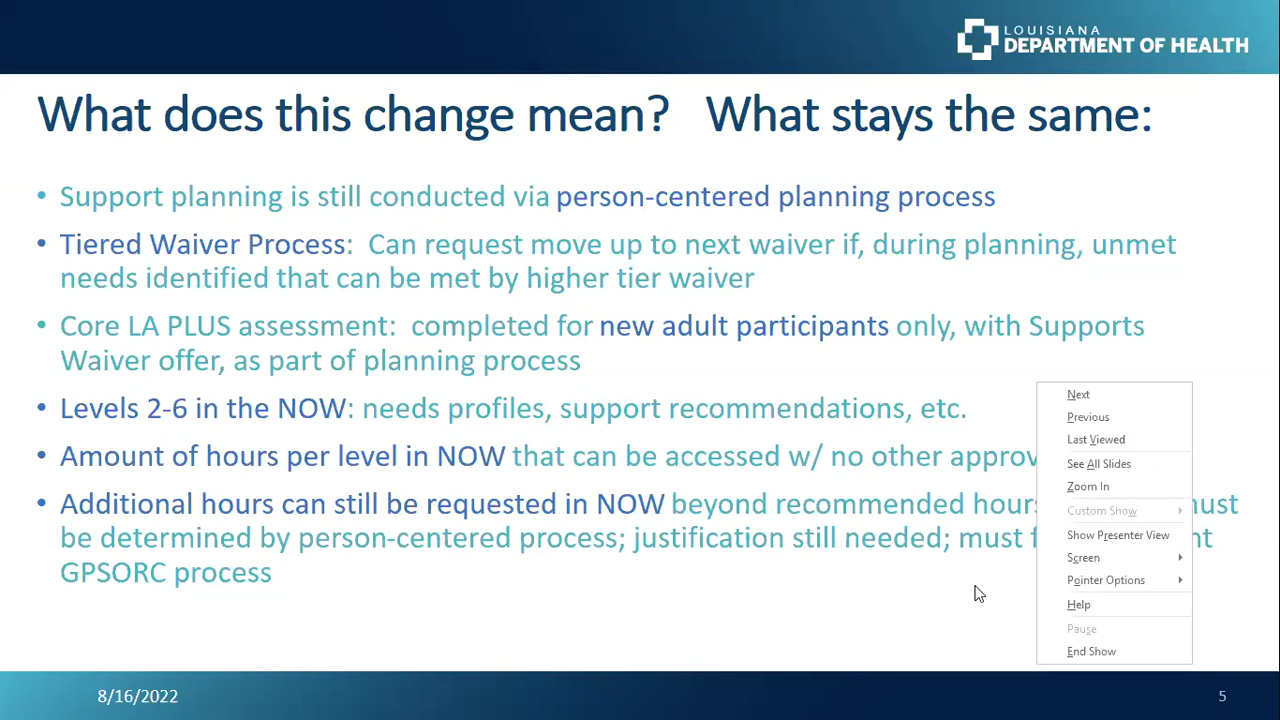 LOUISIANA
DEPARTMENT OF HEALTH
What does this change mean? What stays the same:
• Support planning is still conducted via person-centered planning process
• Tiered Waiver Process: Can request move up to next waiver if, during planning, unmet
needs identified that can be met by higher tier waiver
• Core LA PLUS assessment: completed for new adult participants only, with Supports
Waiver offer, as part of planning process
• Levels 2-6 in the NOW: needs profiles, support recommendations, etc.
• Amount of hours per level in NOW that can be accessed w/ no other
• Additional hours can still be requested in NOW beyond recommended
be determined by person-centered process; justification still needed; must
GPSORC process
Next
Previous
Last Viewed
See All Slides
Zoom In
Custom Show
Show Presenter View
Screen
Pointer Options
Help
Pause
End Show
8/16/2022
5